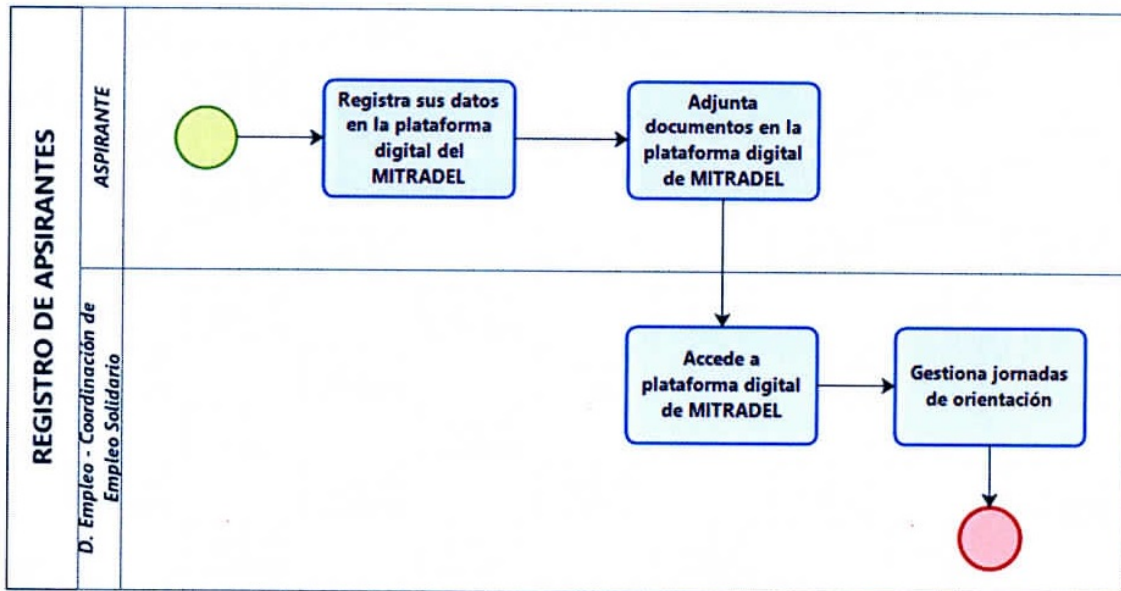 REGISTRO DE APSIRANTES
ASPIRANTE
Registra sus datos
en la plataforma
digital del
MITRADEL
Adjunta
documentos en la
plataforma digital
de MITRADEL
D. Empleo - Coordinación de
Empleo Solidario
Accede a
plataforma digital
de MITRADEL
Gestiona jornadas
de orientación